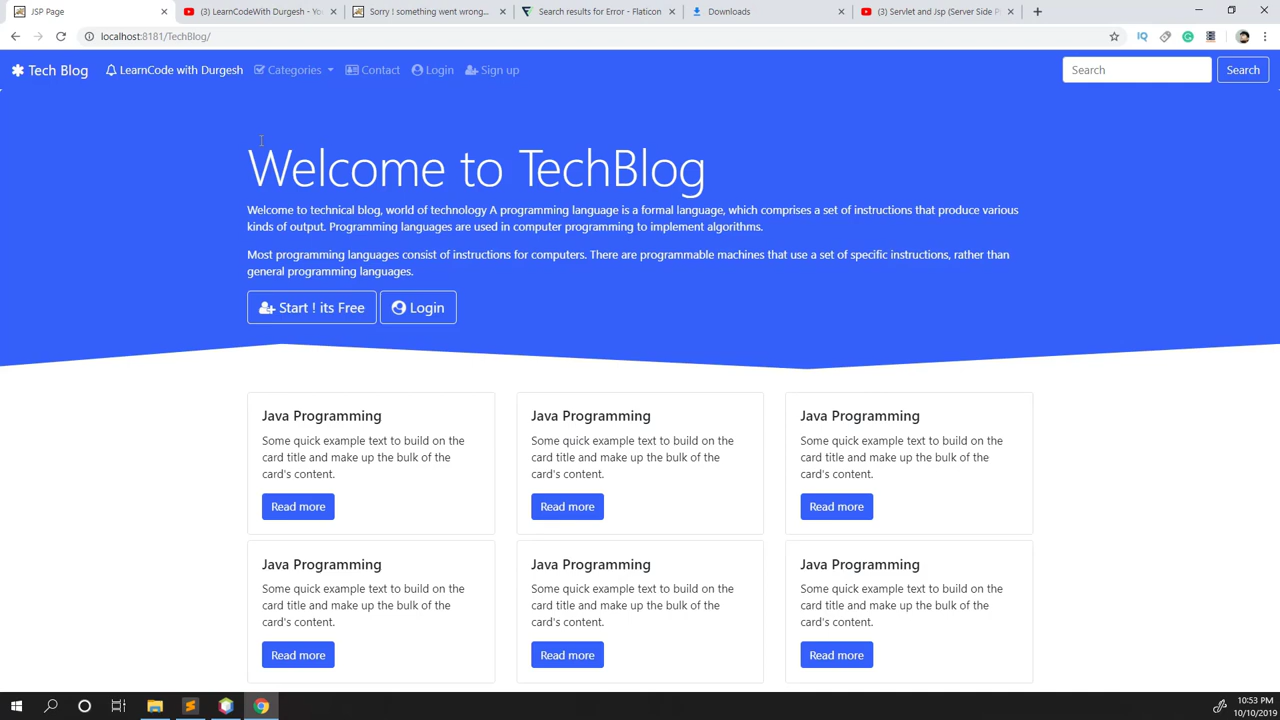 JSP Page
(3) LearnCodeWith Durgesh - Yo
Sorry ! something went wrong...
Search results for Error - Flaticon
Downloads
(3) Servlet and Jsp (Server Side P
localhost:8181/TechBlog/
IQ
Tech Blog
LearnCode with Durgesh
Categories
Contact
Login
Sign up
Search
Search
Welcome to TechBlog
Welcome to technical blog, world of technology A programming language is a formal language, which comprises a set of instructions that produce various
kinds of output. Programming languages are used in computer programming to implement algorithms.
Most programming languages consist of instructions for computers. There are programmable machines that use a set of specific instructions, rather than
general programming languages.
Start ! its Free
Login
Java Programming
Some quick example text to build on the
card title and make up the bulk of the
card's content.
Read more
Java Programming
Some quick example text to build on the
card title and make up the bulk of the
card's content.
Read more
Java Programming
Some quick example text to build on the
card title and make up the bulk of the
card's content.
Read more
Java Programming
Some quick example text to build on the
card title and make up the bulk of the
card's content.
Read more
Java Programming
Some quick example text to build on the
card title and make up the bulk of the
card's content.
Read more
Java Programming
Some quick example text to build on the
card title and make up the bulk of the
card's content.
Read more
10:53 PM
10/10/2019